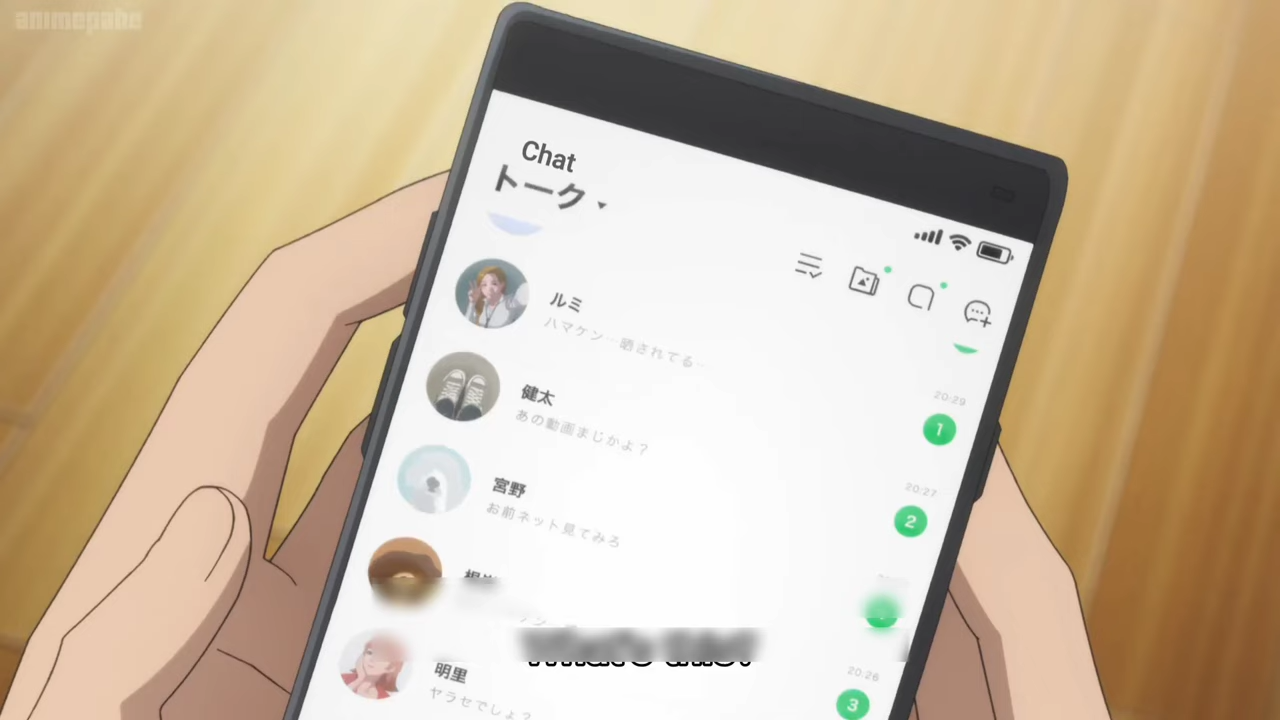 animepahe
Chat
トーク
ルミ
ハマケン…晒されてる…
20:29
1
健太
あの動画まじかよ?
20:27
2
宮野
お前ネット見てみろ
明里
ヤラセでしょ?
20:26
3